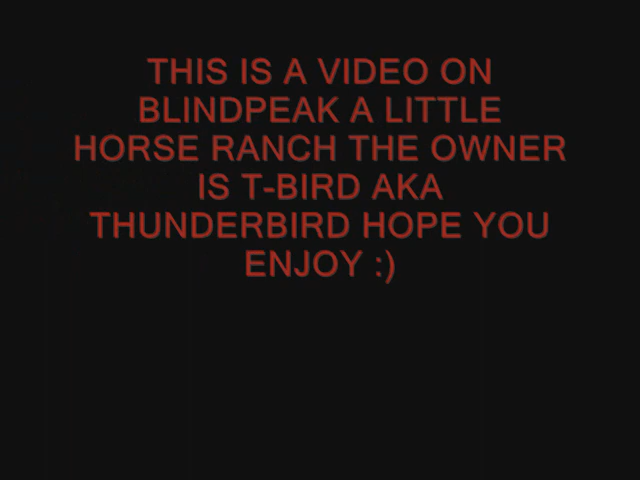 THIS IS A VIDEO ON
BLINDPEAK A LITTLE
HORSE RANCH THE OWNER
IS T-BIRD AKA
THUNDERBIRD HOPE YOU
ENJOY :)